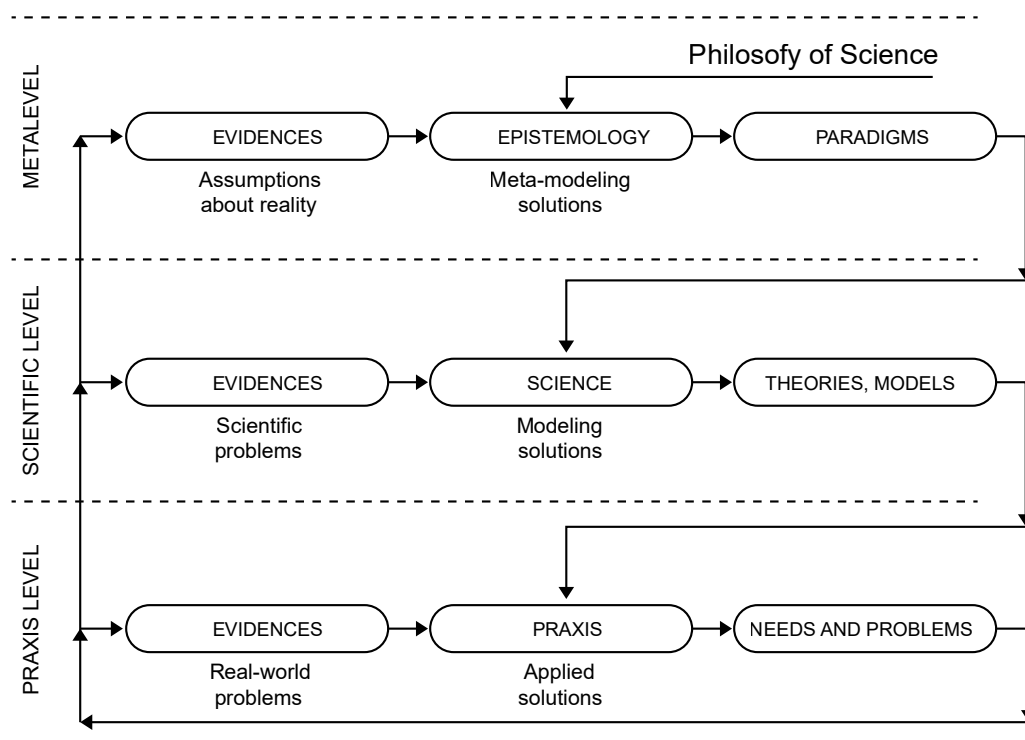 Philosofy of Science
METALEVEL
EVIDENCES
EPISTEMOLOGY
PARADIGMS
Assumptions
about reality
Meta-modeling
solutions
SCIENTIFIC LEVEL
EVIDENCES
SCIENCE
THEORIES, MODELS
Scientific
problems
Modeling
solutions
PRAXIS LEVEL
EVIDENCES
PRAXIS
NEEDS AND PROBLEMS
Real-world
problems
Applied
solutions